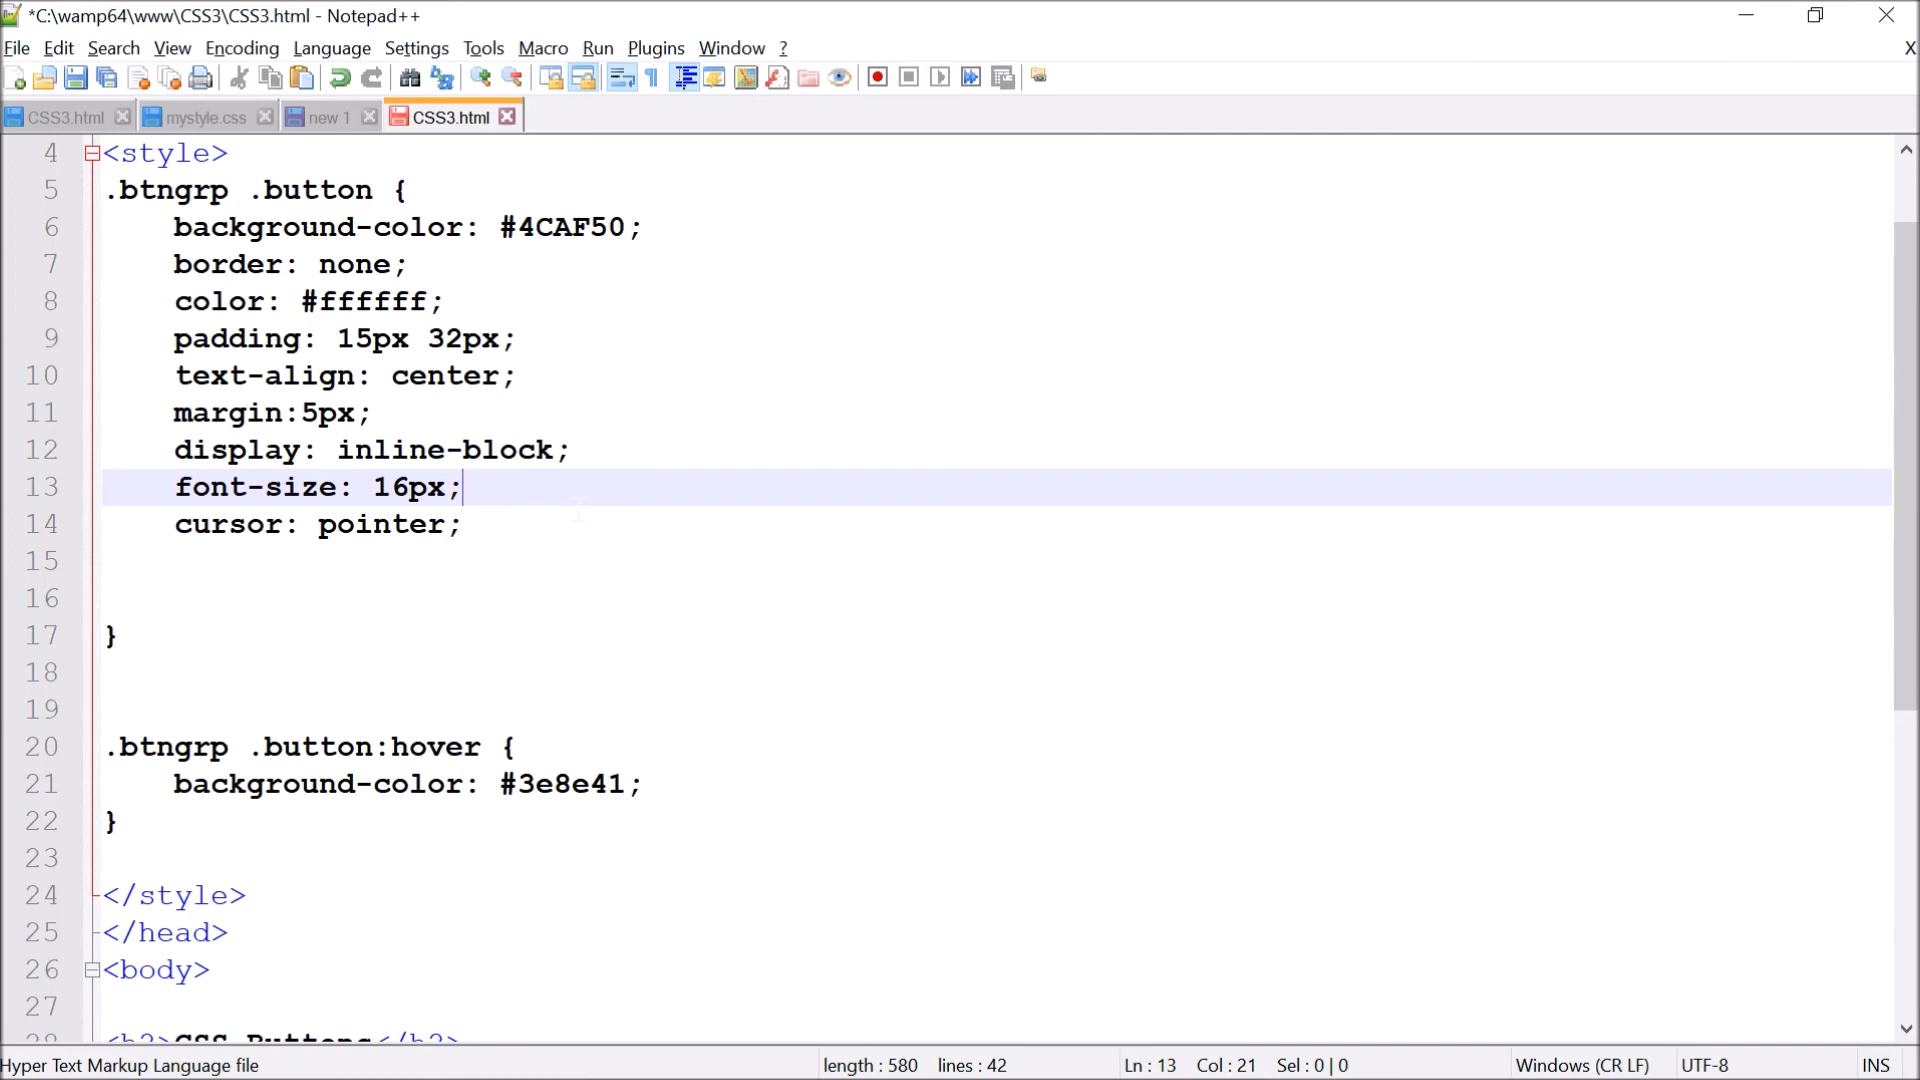 *C:\wamp64\www\CSS3\CSS3.html - Notepad++
File Edit Search View Encoding Language Settings Tools Macro Run Plugins Window ? X
CSS3.html mystyle.css new 1 CSS3.html
4 <style>
5 .btngrp .button {
6 background-color: #4CAF50;
7 border: none;
8 color: #ffffff;
9 padding: 15px 32px;
10 text-align: center;
11 margin:5px;
12 display: inline-block;
13 font-size: 16px;
14 cursor: pointer;
15
16
17 }
18
19
20 .btngrp .button:hover {
21 background-color: #3e8e41;
22 }
23
24 </style>
25 </head>
26 <body>
27
28 <h2>CSS Buttons</h2>
Hyper Text Markup Language file length : 580 lines : 42 Ln : 13 Col : 21 Sel : 0 | 0 Windows (CR LF) UTF-8 INS